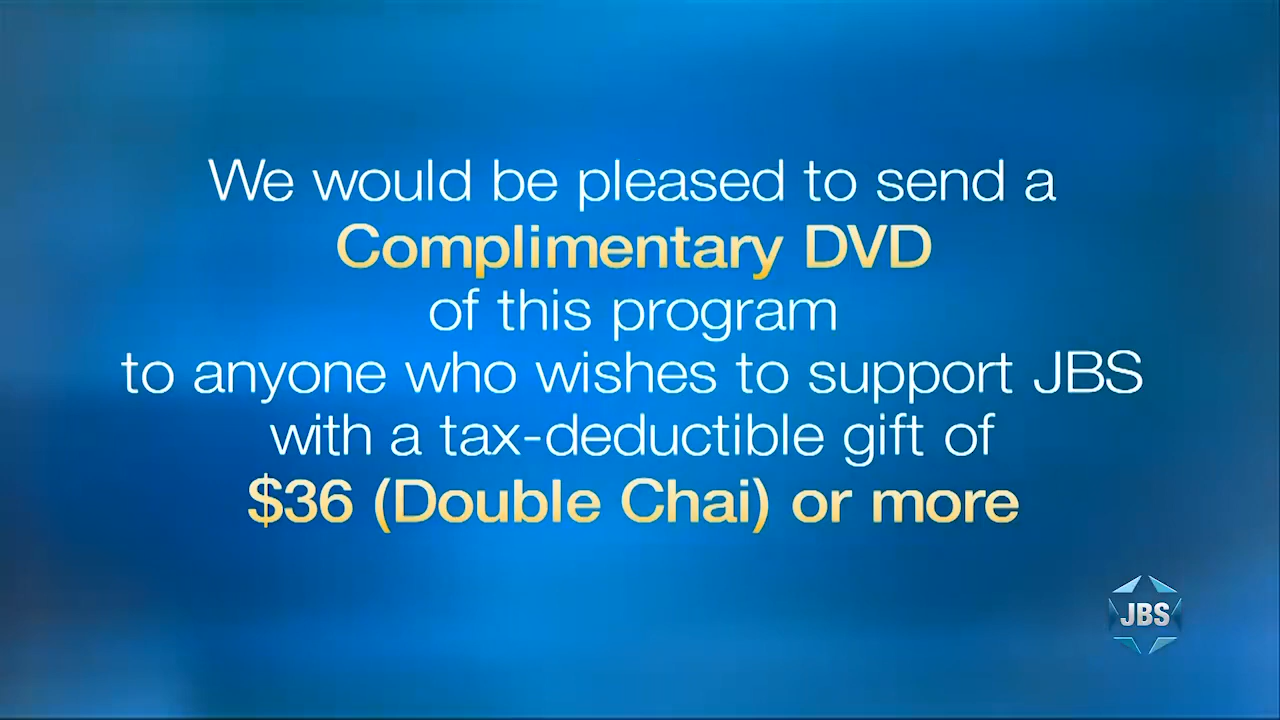 We would be pleased to send a
Complimentary DVD
of this program
to anyone who wishes to support JBS
with a tax-deductible gift of
$36 (Double Chai) or more
JBS